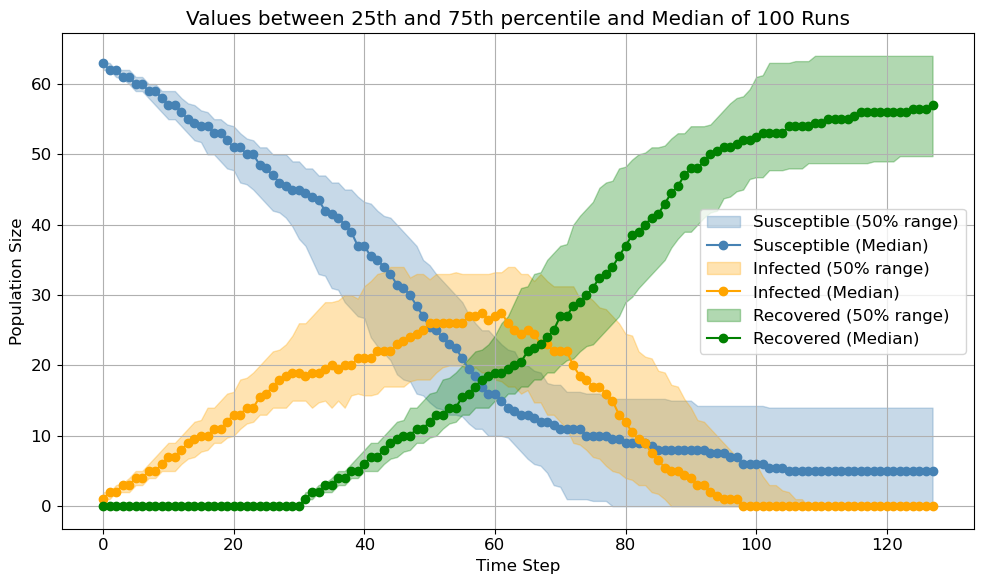 Values between 25th and 75th percentile and Median of 100 Runs
Population Size
60
50
40
30
20
10
0
Susceptible (50% range)
Susceptible (Median)
Infected (50% range)
Infected (Median)
Recovered (50% range)
Recovered (Median)
0 20 40 60 80 100 120
Time Step